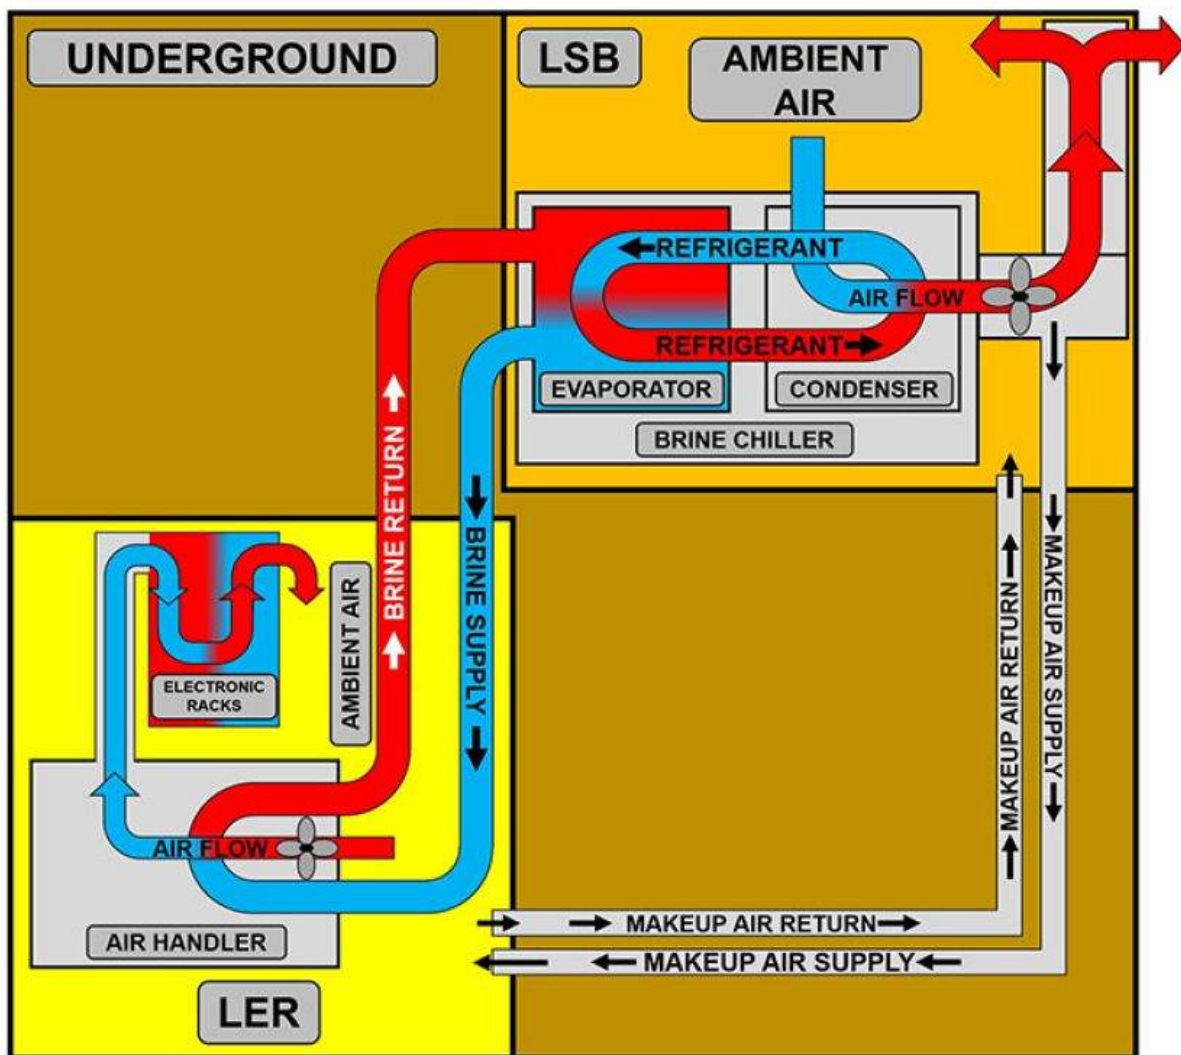 UNDERGROUND
LSB
AMBIENT
AIR
REFRIGERANT
AIR FLOW
REFRIGERANT
EVAPORATOR
CONDENSER
BRINE CHILLER
BRINE RETURN
BRINE SUPPLY
AMBIENT AIR
ELECTRONIC
RACKS
AIR FLOW
AIR HANDLER
LER
MAKEUP AIR RETURN
MAKEUP AIR SUPPLY
MAKEUP AIR RETURN
MAKEUP AIR SUPPLY